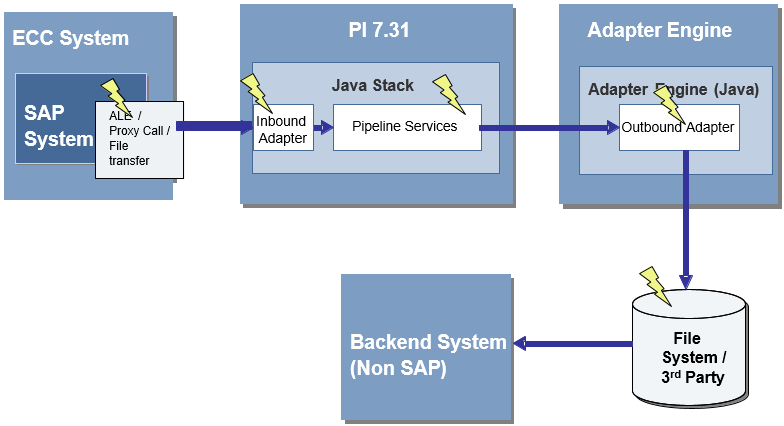 ECC System
SAP
System
ALE /
Proxy Call /
File
transfer
PI 7.31
Java Stack
Inbound
Adapter
Pipeline Services
Adapter Engine
Adapter Engine (Java)
Outbound Adapter
Backend System
(Non SAP)
File
System /
3rd Party